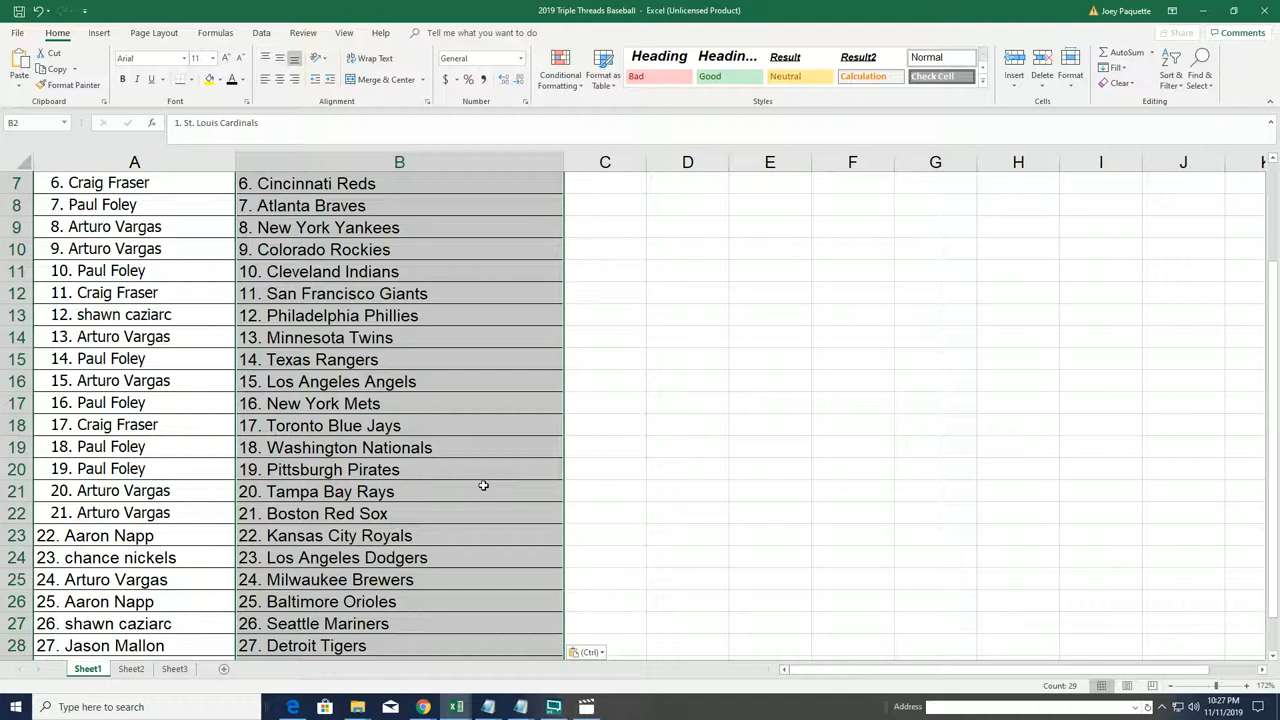 2019 Triple Threads Baseball - Excel (Unlicensed Product)
Joey Paquette
File Home Insert Page Layout Formulas Data Review View Help Tell me what you want to do
Share Comments
Paste
Cut
Copy
Format Painter
Clipboard
Arial 11
B I U
Font
Wrap Text
Merge & Center
Alignment
General
$ % ,
Number
Conditional Formatting
Format as Table
Heading Headin... Result Result2 Normal
Bad Good Neutral Calculation Check Cell
Styles
Insert Delete Format
Cells
AutoSum
Fill
Clear
Sort & Filter
Find & Select
Editing
B2
fx
1. St. Louis Cardinals
A B C D E F G H I J K
7 6. Craig Fraser 6. Cincinnati Reds
8 7. Paul Foley 7. Atlanta Braves
9 8. Arturo Vargas 8. New York Yankees
10 9. Arturo Vargas 9. Colorado Rockies
11 10. Paul Foley 10. Cleveland Indians
12 11. Craig Fraser 11. San Francisco Giants
13 12. shawn caziarc 12. Philadelphia Phillies
14 13. Arturo Vargas 13. Minnesota Twins
15 14. Paul Foley 14. Texas Rangers
16 15. Arturo Vargas 15. Los Angeles Angels
17 16. Paul Foley 16. New York Mets
18 17. Craig Fraser 17. Toronto Blue Jays
19 18. Paul Foley 18. Washington Nationals
20 19. Paul Foley 19. Pittsburgh Pirates
21 20. Arturo Vargas 20. Tampa Bay Rays
22 21. Arturo Vargas 21. Boston Red Sox
23 22. Aaron Napp 22. Kansas City Royals
24 23. chance nickels 23. Los Angeles Dodgers
25 24. Arturo Vargas 24. Milwaukee Brewers
26 25. Aaron Napp 25. Baltimore Orioles
27 26. shawn caziarc 26. Seattle Mariners
28 27. Jason Mallon 27. Detroit Tigers
(Ctrl)
Sheet1 Sheet2 Sheet3
Count: 29
172%
Type here to search
Address
10:27 PM
11/11/2019